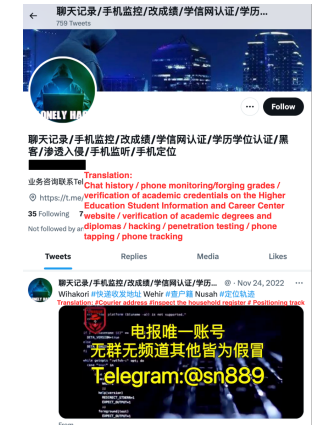 聊天记录/手机监控/改成绩/学信网认证/学历...
759 Tweets
LONELY HA
Follow
聊天记录/手机监控/改成绩/学信网认证/学历学位认证/黑
客/渗透入侵/手机监听/手机定位
业务咨询联系Tel
https://t.me/
35 Following 7
Not followed by an
Translation:
Chat history / phone monitoring/forging grades /
verification of academic credentials on the Higher
Education Student Information and Career Center
website / verification of academic degrees and
diplomas / hacking / penetration testing / phone
tapping / phone tracking
Tweets Replies Media Likes
聊天记录/手机监控/改成绩/学信网认证/学历... @ · Nov 24, 2022
Wihakori #快递收发地址 Wehir #查户籍 Nusah #定位轨迹
Translation: #Courier address #inspect the household register # Positioning track
电报唯一账号
无群无频道其他皆为假冒
Telegram:@sn889